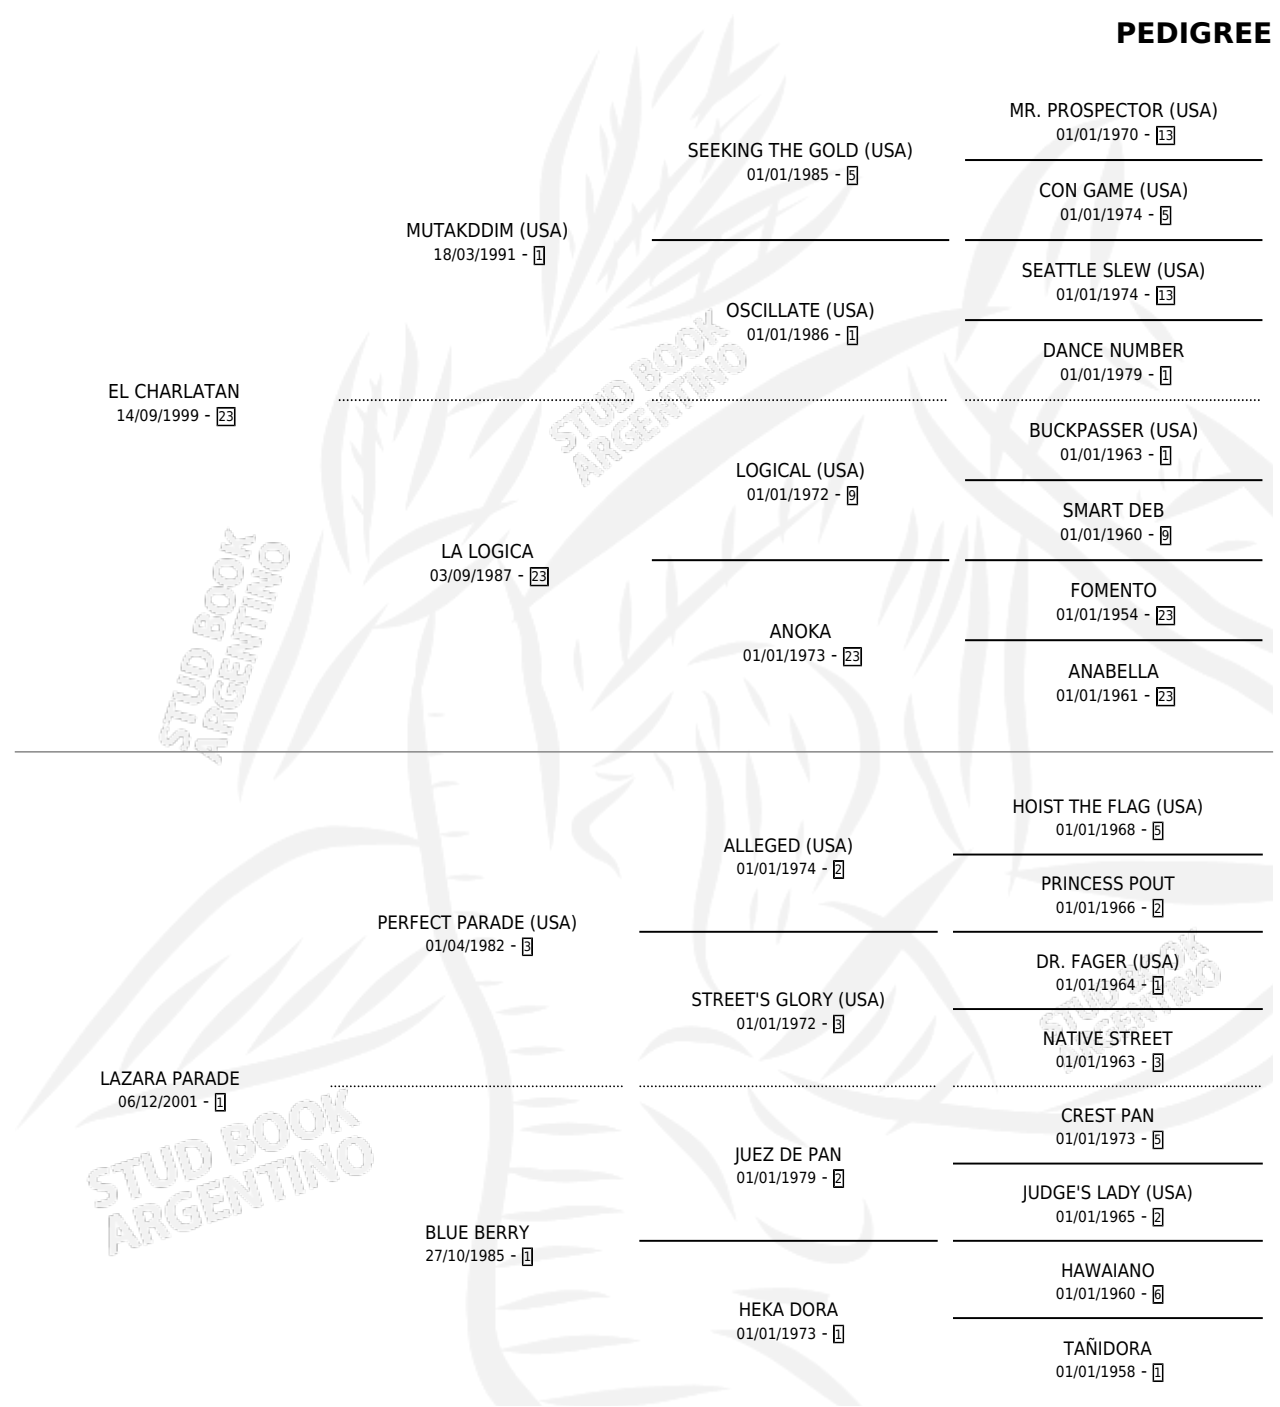 PEDIGREE
MR. PROSPECTOR (USA)
01/01/1970 - 13
SEEKING THE GOLD (USA)
01/01/1985 - 5
CON GAME (USA)
01/01/1974 - 5
MUTAKDDIM (USA)
18/03/1991 - 1
SEATTLE SLEW (USA)
01/01/1974 - 13
OSCILLATE (USA)
01/01/1986 - 1
DANCE NUMBER
01/01/1979 - 1
EL CHARLATAN
14/09/1999 - 23
BUCKPASSER (USA)
01/01/1963 - 1
LOGICAL (USA)
01/01/1972 - 9
SMART DEB
01/01/1960 - 9
LA LOGICA
03/09/1987 - 23
FOMENTO
01/01/1954 - 23
ANOKA
01/01/1973 - 23
ANABELLA
01/01/1961 - 23
STUD BOOK
ARGENTINO
STUD BOOK
ARGENTINO
HOIST THE FLAG (USA)
01/01/1968 - 5
ALLEGED (USA)
01/01/1974 - 2
PRINCESS POUT
01/01/1966 - 2
PERFECT PARADE (USA)
01/04/1982 - 3
DR. FAGER (USA)
01/01/1964 - 1
STREET'S GLORY (USA)
01/01/1972 - 3
NATIVE STREET
01/01/1963 - 3
LAZARA PARADE
06/12/2001 - 1
CREST PAN
01/01/1973 - 5
JUEZ DE PAN
01/01/1979 - 2
JUDGE'S LADY (USA)
01/01/1965 - 2
BLUE BERRY
27/10/1985 - 1
HAWAIANO
01/01/1960 - 6
HEKA DORA
01/01/1973 - 1
TAÑIDORA
01/01/1958 - 1
STUD BOOK
ARGENTINO
STUD BOOK
ARGENTINO